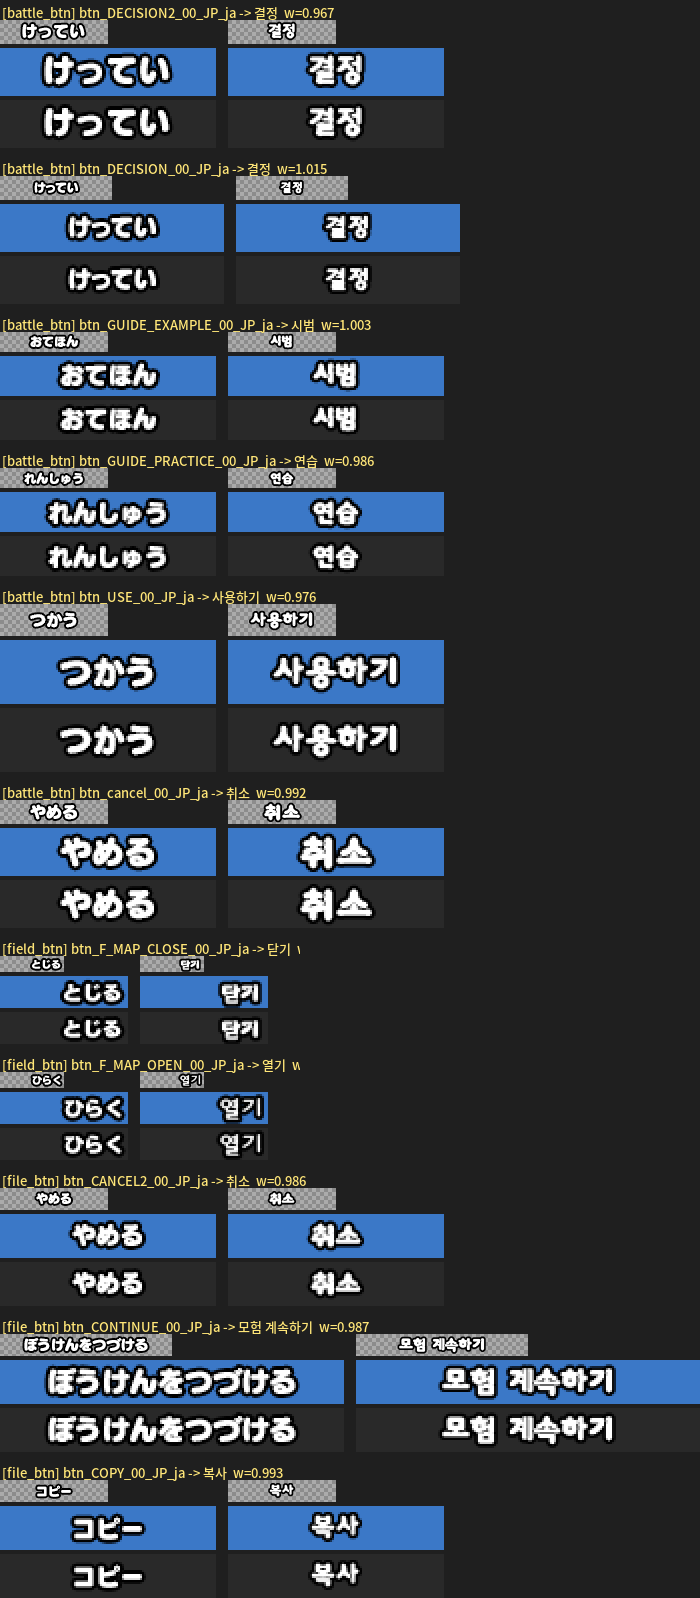 [battle_btn] btn_DECISION2_00_JP_ja -> 결정 w=0.967
けってい 결정
けってい 결정
けってい 결정
[battle_btn] btn_DECISION_00_JP_ja -> 결정 w=1.015
けってい 결정
けってい 결정
けってい 결정
[battle_btn] btn_GUIDE_EXAMPLE_00_JP_ja -> 시범 w=1.003
おてほん 시범
おてほん 시범
おてほん 시범
[battle_btn] btn_GUIDE_PRACTICE_00_JP_ja -> 연습 w=0.986
れんしゅう 연습
れんしゅう 연습
れんしゅう 연습
[battle_btn] btn_USE_00_JP_ja -> 사용하기 w=0.976
つかう 사용하기
つかう 사용하기
つかう 사용하기
[battle_btn] btn_cancel_00_JP_ja -> 취소 w=0.992
やめる 취소
やめる 취소
やめる 취소
[field_btn] btn_F_MAP_CLOSE_00_JP_ja -> 닫기
とじる 닫기
とじる 닫기
とじる 닫기
[field_btn] btn_F_MAP_OPEN_00_JP_ja -> 열기 w
ひらく 열기
ひらく 열기
ひらく 열기
[file_btn] btn_CANCEL2_00_JP_ja -> 취소 w=0.986
やめる 취소
やめる 취소
やめる 취소
[file_btn] btn_CONTINUE_00_JP_ja -> 모험 계속하기 w=0.987
ぼうけんをつづける 모험 계속하기
ぼうけんをつづける 모험 계속하기
ぼうけんをつづける 모험 계속하기
[file_btn] btn_COPY_00_JP_ja -> 복사 w=0.993
コピー 복사
コピー 복사
コピー 복사